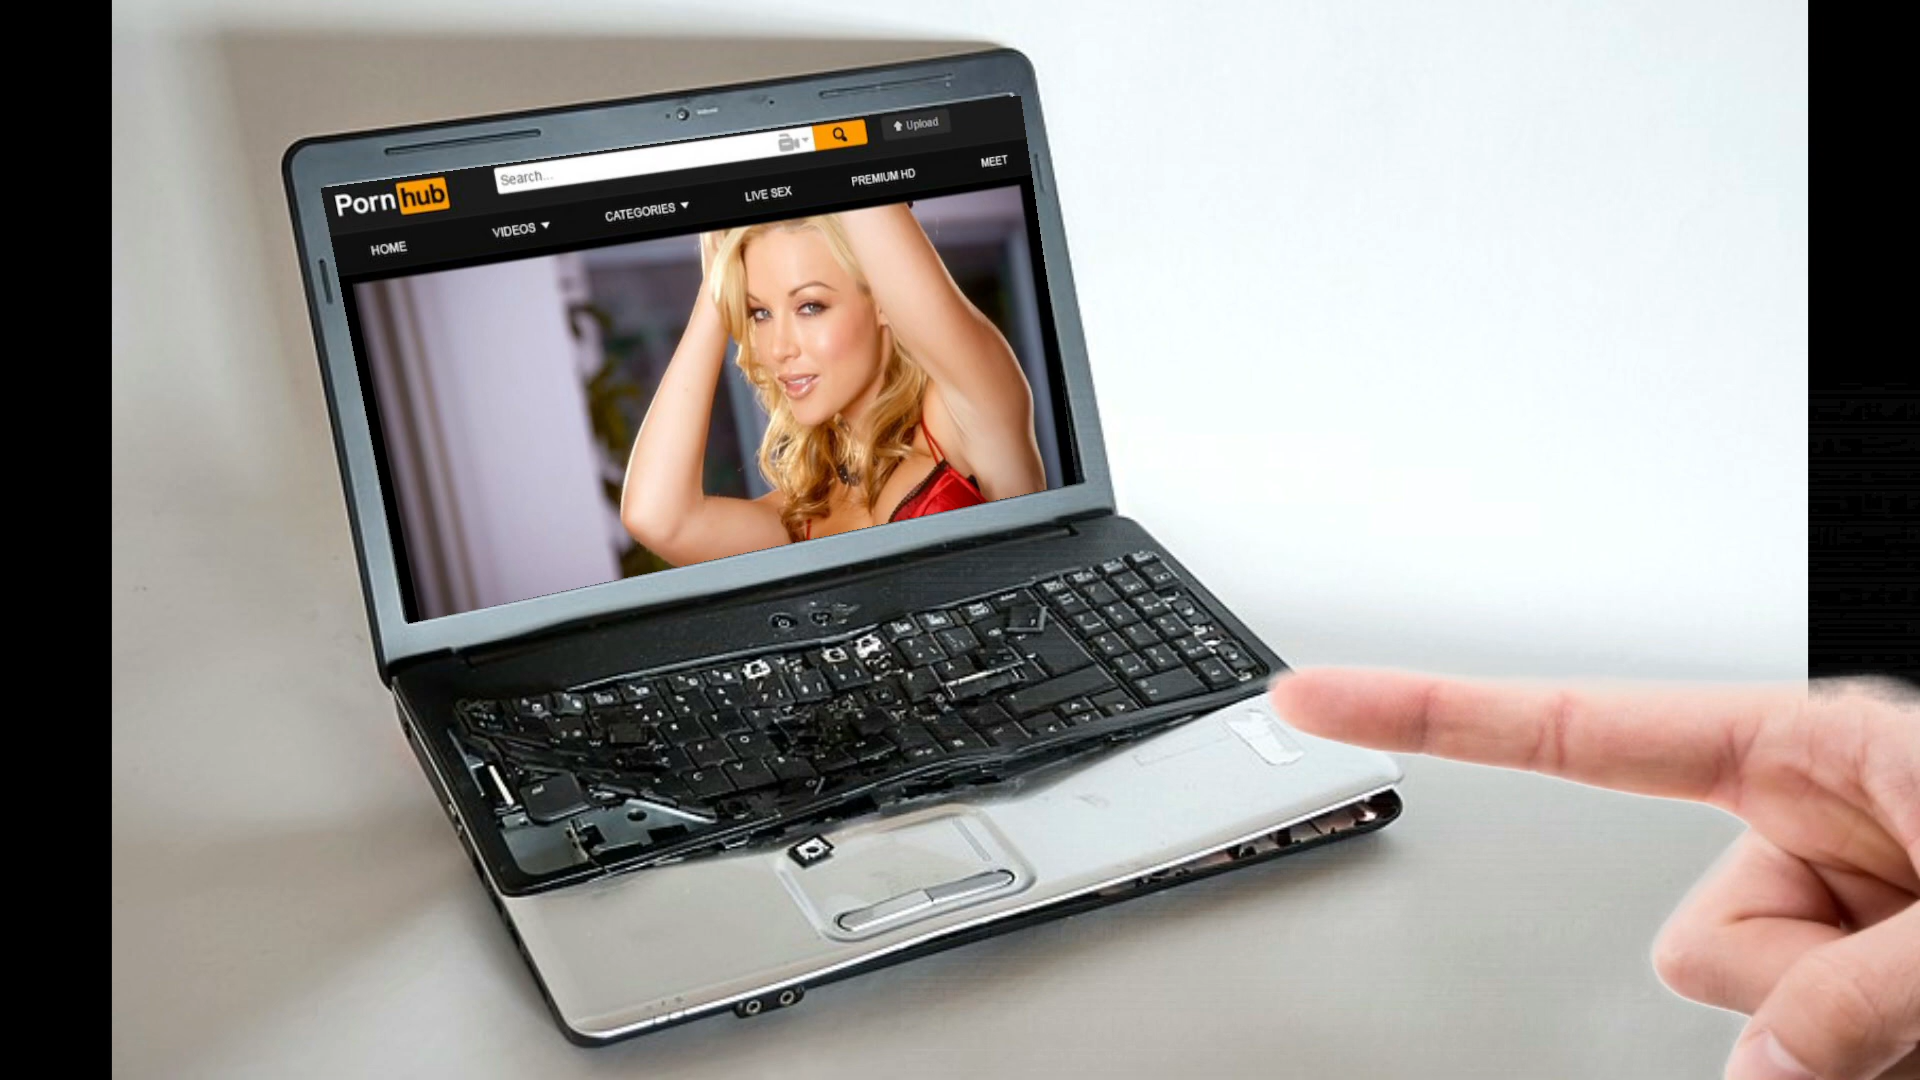 Upload
Search...
Pornhub
HOME
VIDEOS
CATEGORIES
LIVE SEX
PREMIUM HD
MEET